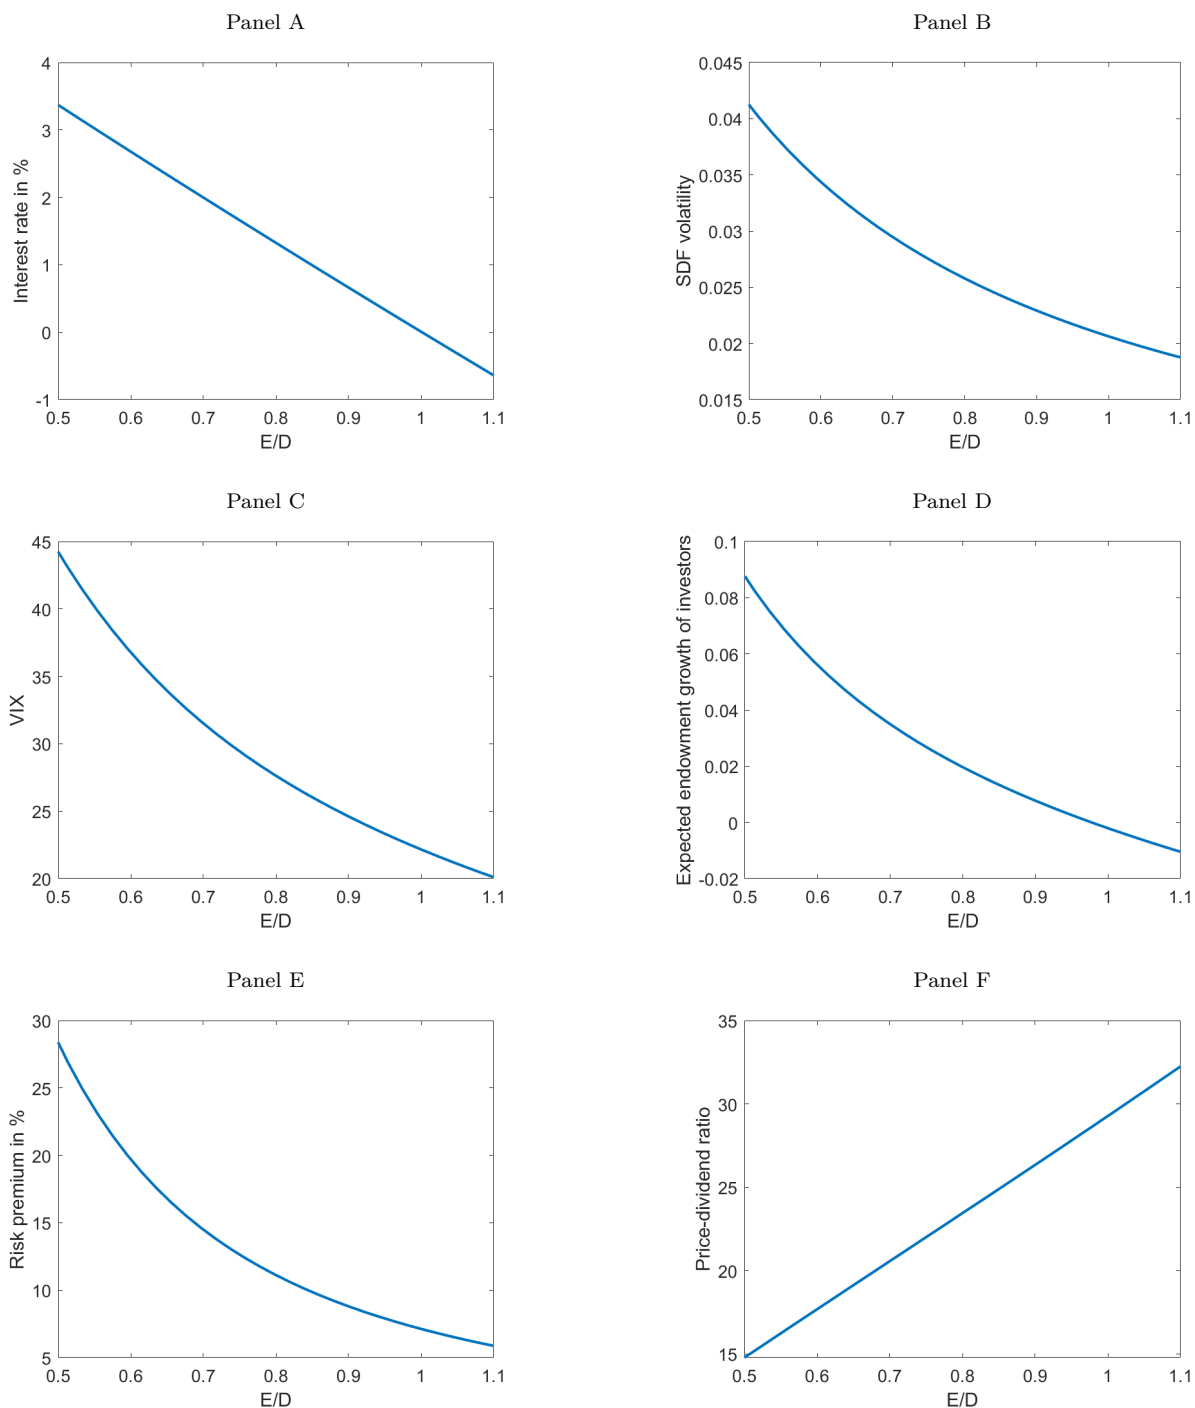 Panel A
4
3
2
1
0
-1
Interest rate in %
0.5 0.6 0.7 0.8 0.9 1 1.1
E/D
Panel B
0.045
0.04
0.035
0.03
0.025
0.02
0.015
SDF volatility
0.5 0.6 0.7 0.8 0.9 1 1.1
E/D
Panel C
45
40
35
30
25
20
VIX
0.5 0.6 0.7 0.8 0.9 1 1.1
E/D
Panel D
0.1
0.08
0.06
0.04
0.02
0
-0.02
Expected endowment growth of investors
0.5 0.6 0.7 0.8 0.9 1 1.1
E/D
Panel E
30
25
20
15
10
5
Risk premium in %
0.5 0.6 0.7 0.8 0.9 1 1.1
E/D
Panel F
35
30
25
20
15
Price-dividend ratio
0.5 0.6 0.7 0.8 0.9 1 1.1
E/D